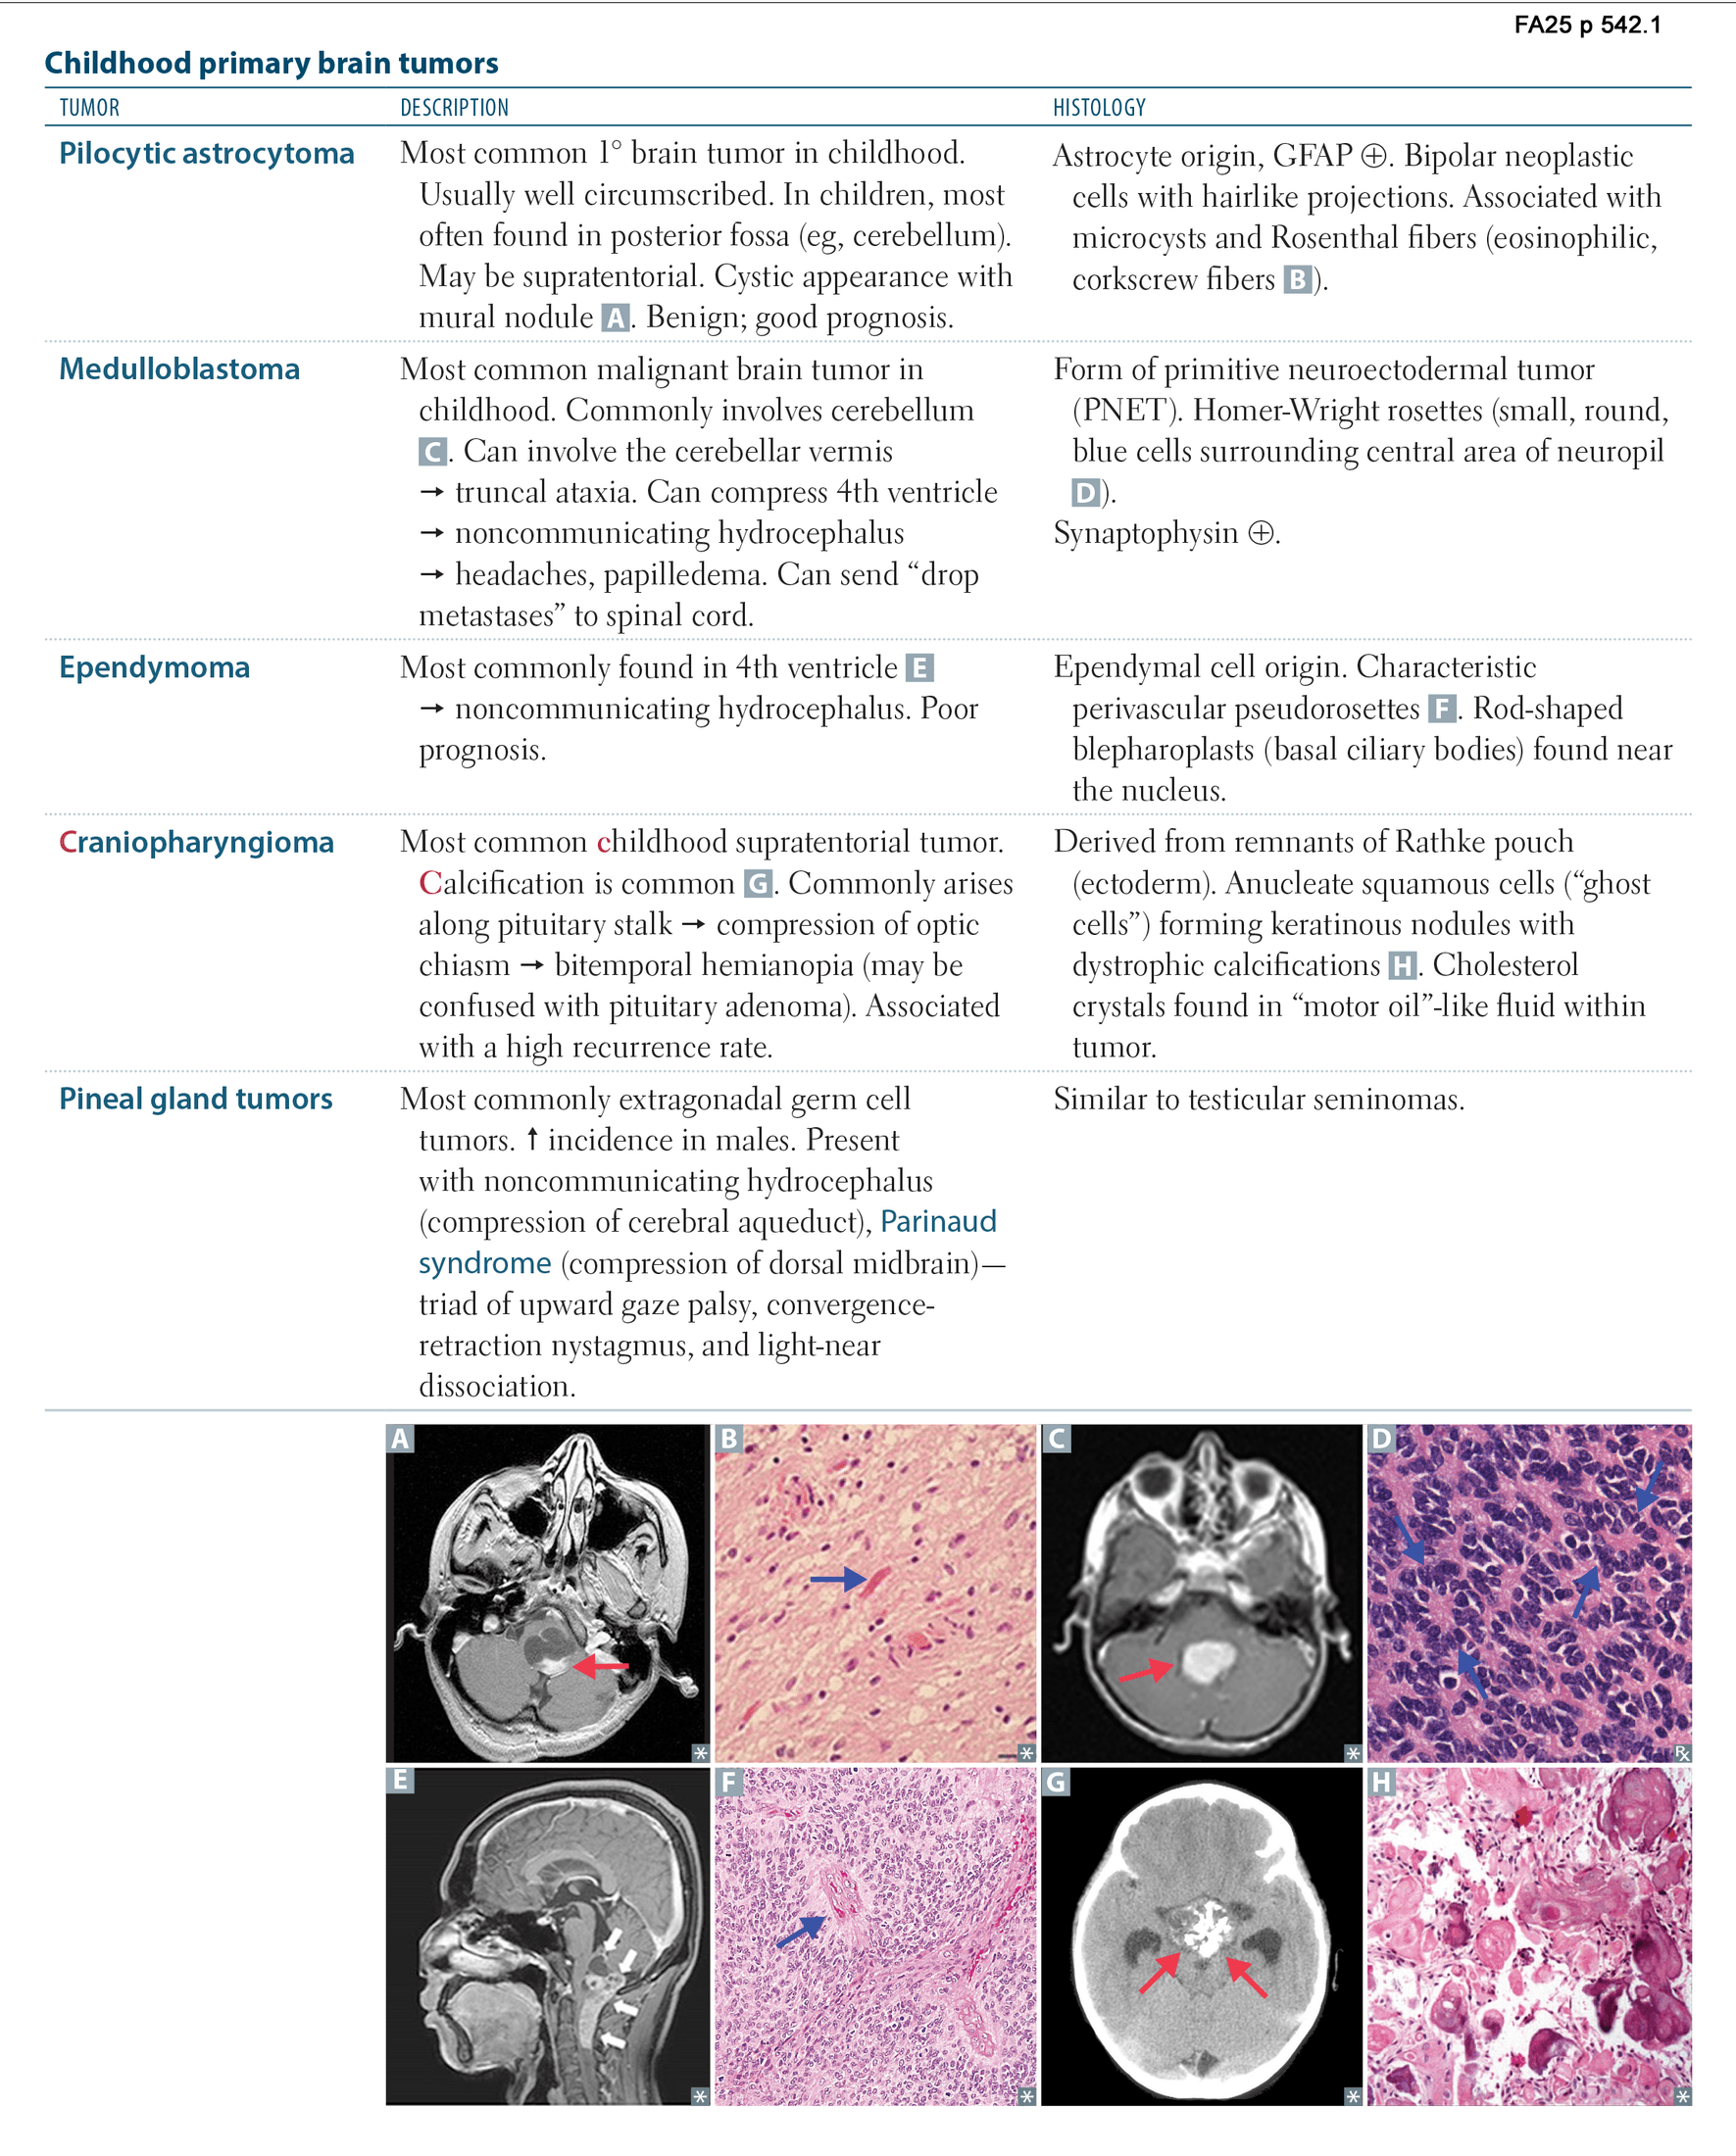 FA25 p 542.1
Childhood primary brain tumors
TUMOR DESCRIPTION HISTOLOGY
Pilocytic astrocytoma
Most common 1° brain tumor in childhood.
Usually well circumscribed. In children, most
often found in posterior fossa (eg, cerebellum).
May be supratentorial. Cystic appearance with
mural nodule A. Benign; good prognosis.
Astrocyte origin, GFAP ⊕. Bipolar neoplastic
cells with hairlike projections. Associated with
microcysts and Rosenthal fibers (eosinophilic,
corkscrew fibers B).
Medulloblastoma
Most common malignant brain tumor in
childhood. Commonly involves cerebellum
C. Can involve the cerebellar vermis
→ truncal ataxia. Can compress 4th ventricle
→ noncommunicating hydrocephalus
→ headaches, papilledema. Can send “drop
metastases” to spinal cord.
Form of primitive neuroectodermal tumor
(PNET). Homer-Wright rosettes (small, round,
blue cells surrounding central area of neuropil
D).
Synaptophysin ⊕.
Ependymoma
Most commonly found in 4th ventricle E
→ noncommunicating hydrocephalus. Poor
prognosis.
Ependymal cell origin. Characteristic
perivascular pseudorosettes F. Rod-shaped
blepharoplasts (basal ciliary bodies) found near
the nucleus.
Craniopharyngioma
Most common childhood supratentorial tumor.
Calcification is common G. Commonly arises
along pituitary stalk → compression of optic
chiasm → bitemporal hemianopia (may be
confused with pituitary adenoma). Associated
with a high recurrence rate.
Derived from remnants of Rathke pouch
(ectoderm). Anucleate squamous cells (“ghost
cells”) forming keratinous nodules with
dystrophic calcifications H. Cholesterol
crystals found in “motor oil”-like fluid within
tumor.
Pineal gland tumors
Most commonly extragonadal germ cell
tumors. ↑ incidence in males. Present
with noncommunicating hydrocephalus
(compression of cerebral aqueduct), Parinaud
syndrome (compression of dorsal midbrain)—
triad of upward gaze palsy, convergence-
retraction nystagmus, and light-near
dissociation.
Similar to testicular seminomas.
A B C D
* * * ℞
E F G H
* * * *